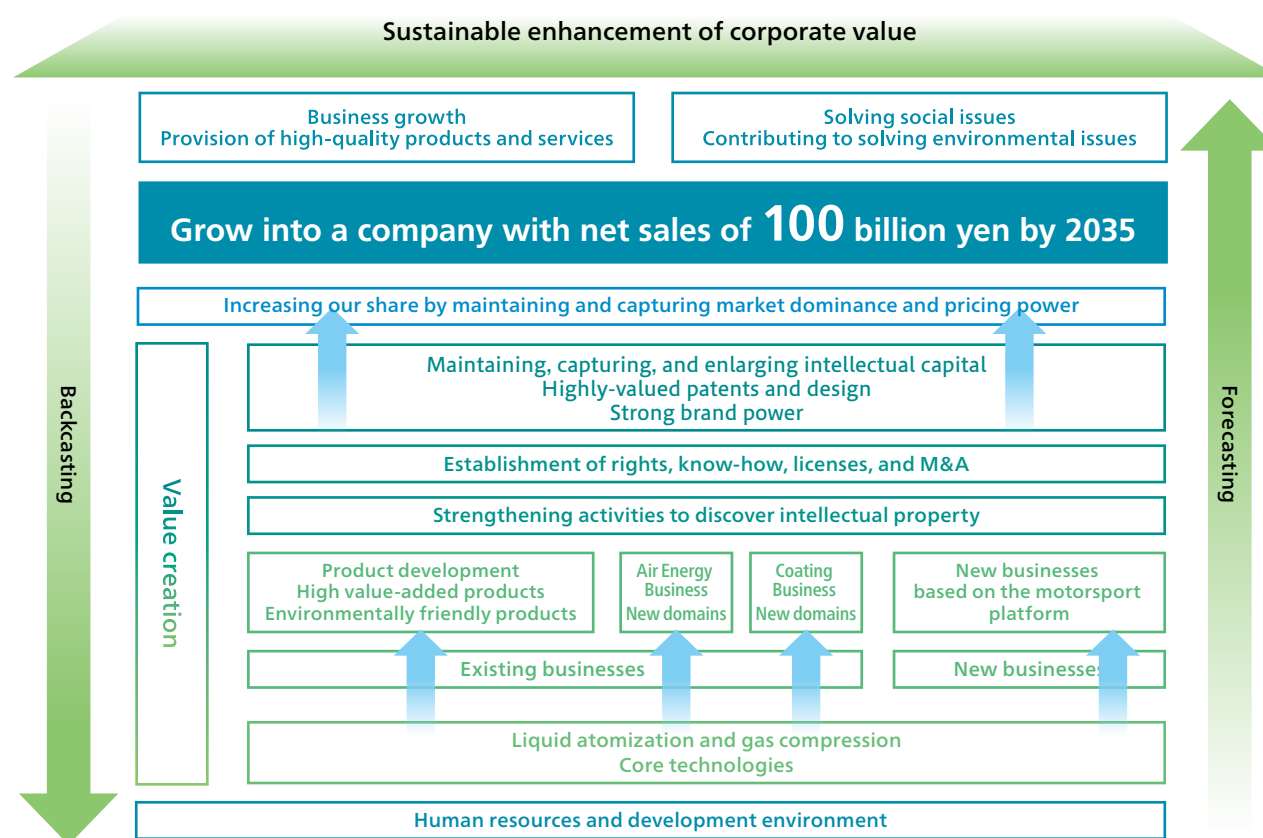 Sustainable enhancement of corporate value
Business growth
Provision of high-quality products and services
Solving social issues
Contributing to solving environmental issues
Grow into a company with net sales of 100 billion yen by 2035
Increasing our share by maintaining and capturing market dominance and pricing power
Backcasting
Forecasting
Value creation
Maintaining, capturing, and enlarging intellectual capital
Highly-valued patents and design
Strong brand power
Establishment of rights, know-how, licenses, and M&A
Strengthening activities to discover intellectual property
Product development
High value-added products
Environmentally friendly products
Air Energy
Business
New domains
Coating
Business
New domains
New businesses
based on the motorsport
platform
Existing businesses
New businesses
Liquid atomization and gas compression
Core technologies
Human resources and development environment